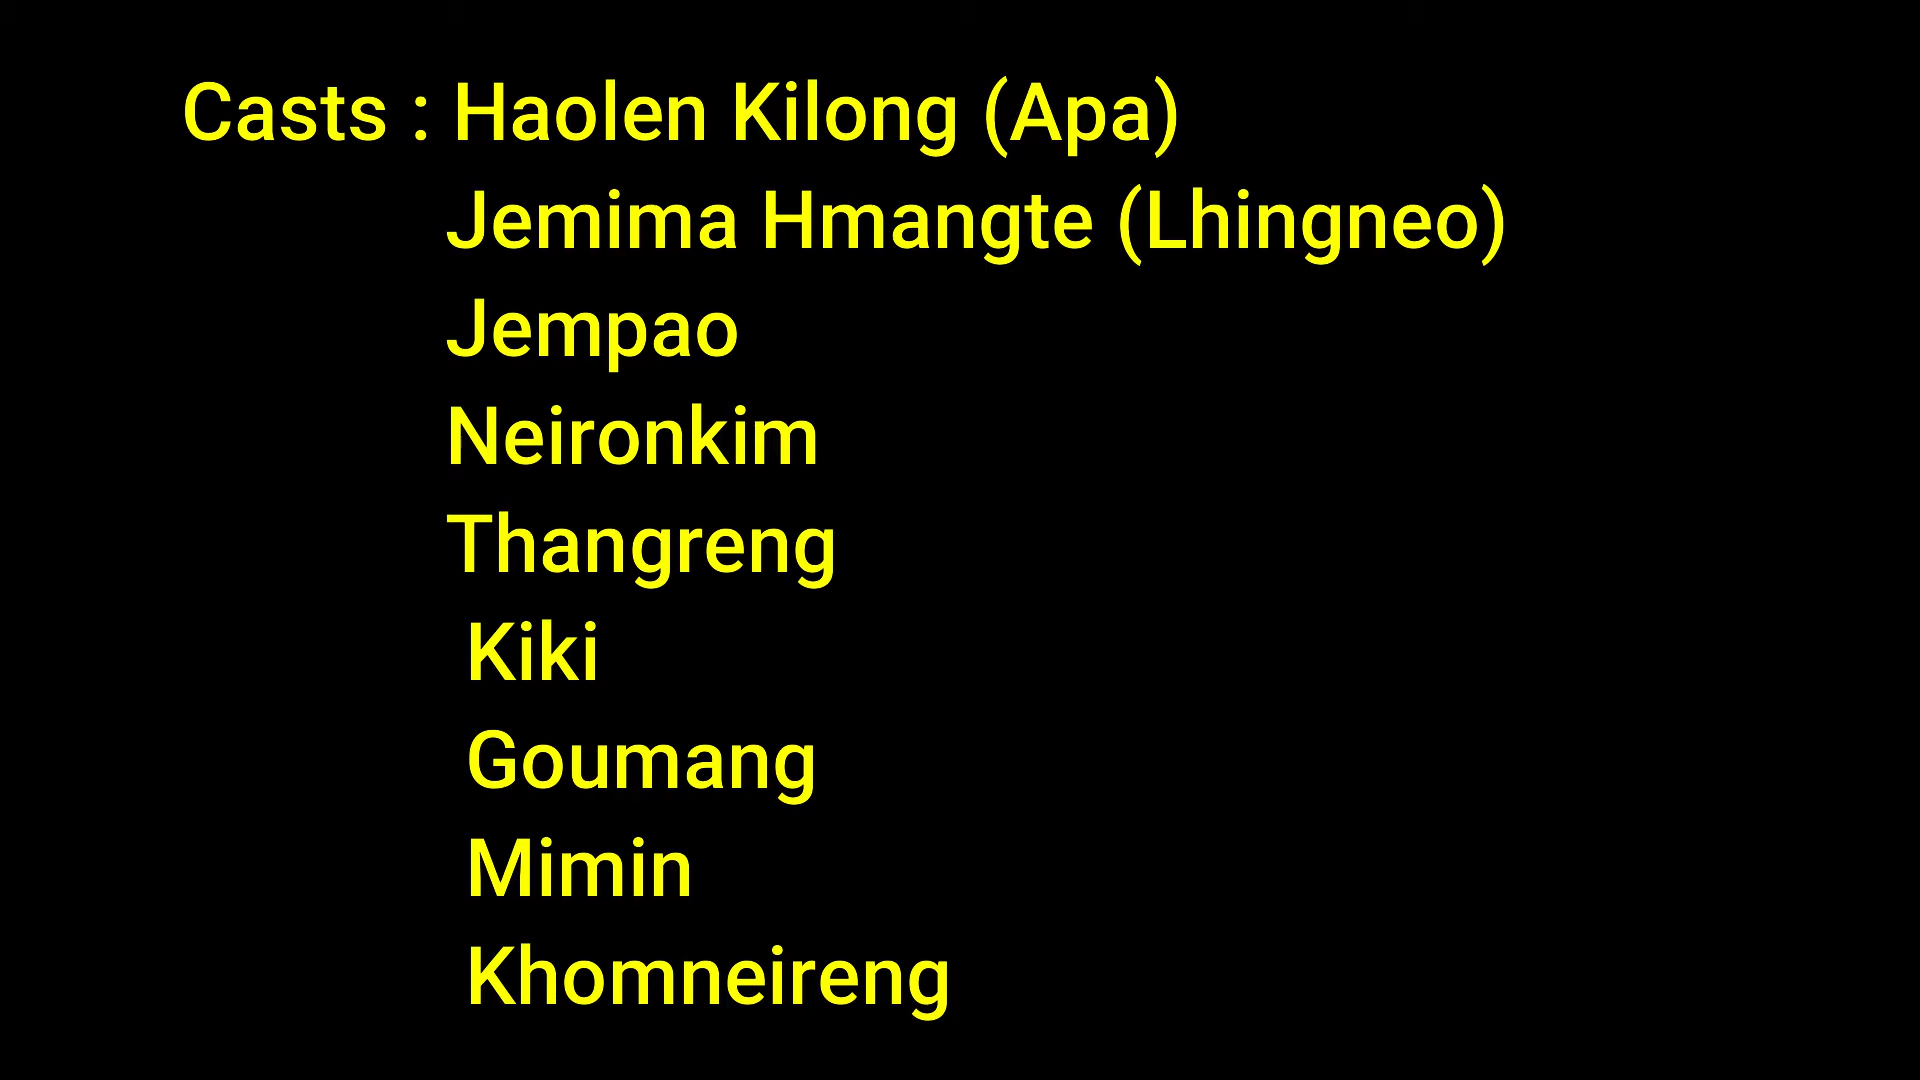 Casts : Haolen Kilong (Apa)
Jemima Hmangte (Lhingneo)
Jempao
Neironkim
Thangreng
Kiki
Goumang
Mimin
Khomneireng